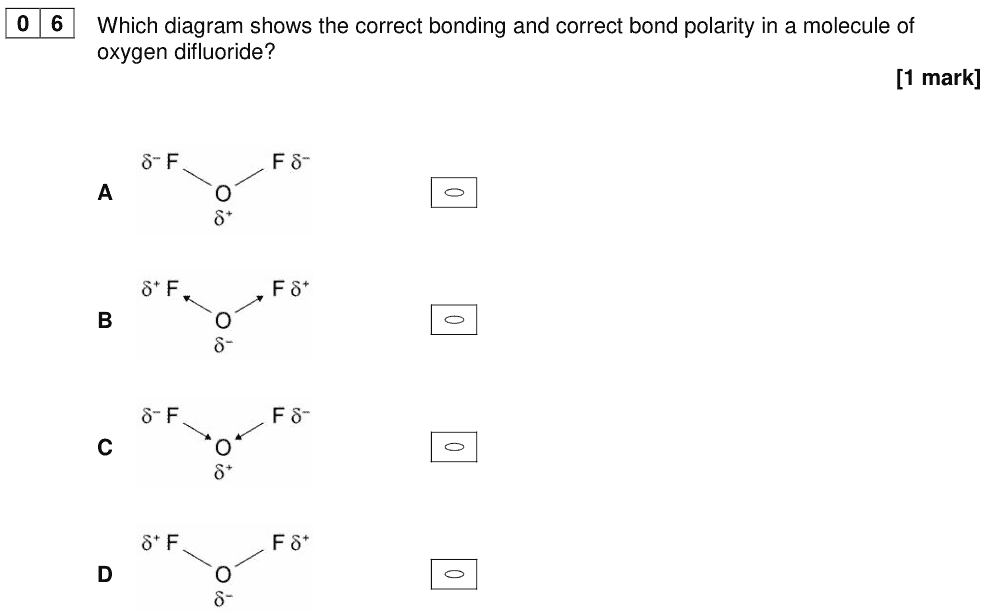 0 6 Which diagram shows the correct bonding and correct bond polarity in a molecule of
oxygen difluoride?
[1 mark]
δ⁻ F F δ⁻
A
O
δ⁺
δ⁺ F F δ⁺
B
O
δ⁻
δ⁻ F F δ⁻
C
O
δ⁺
δ⁺ F F δ⁺
D
O
δ⁻